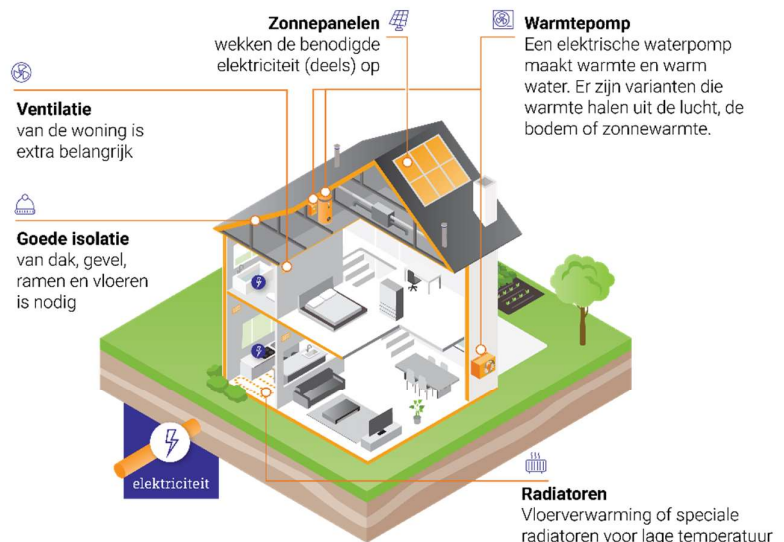 Zonnepanelen
wekken de benodigde
elektriciteit (deels) op
Warmtepomp
Een elektrische waterpomp
maakt warmte en warm
water. Er zijn varianten die
warmte halen uit de lucht, de
bodem of zonnewarmte.
Ventilatie
van de woning is
extra belangrijk
Goede isolatie
van dak, gevel,
ramen en vloeren
is nodig
elektriciteit
Radiatoren
Vloerverwarming of speciale
radiatoren voor lage temperatuur